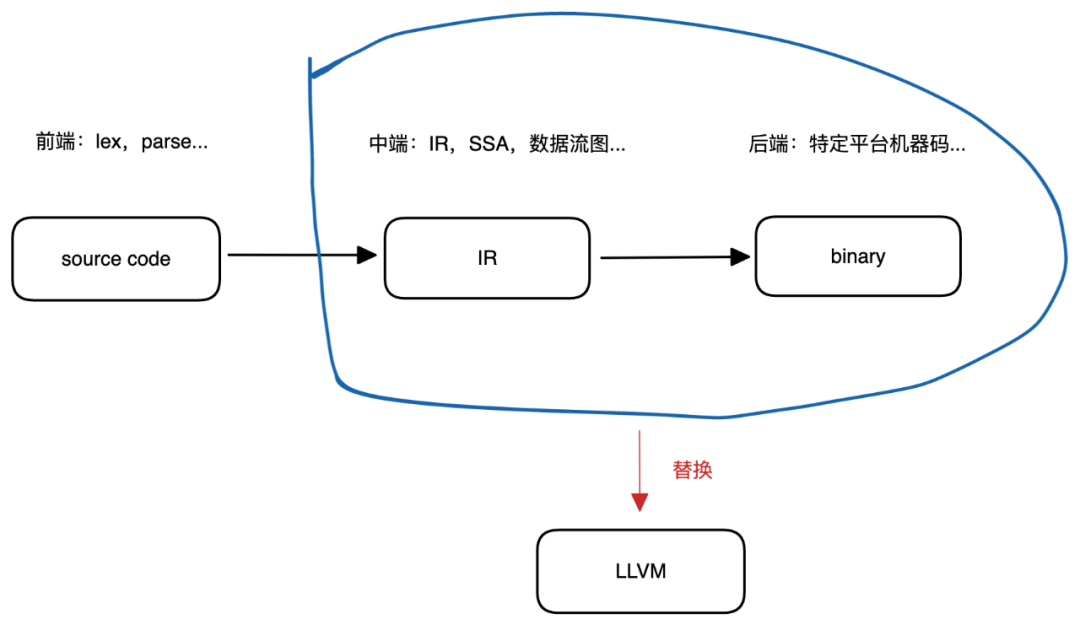 前端：lex，parse...
中端：IR，SSA，数据流图...
后端：特定平台机器码...
source code
IR
binary
替换
LLVM